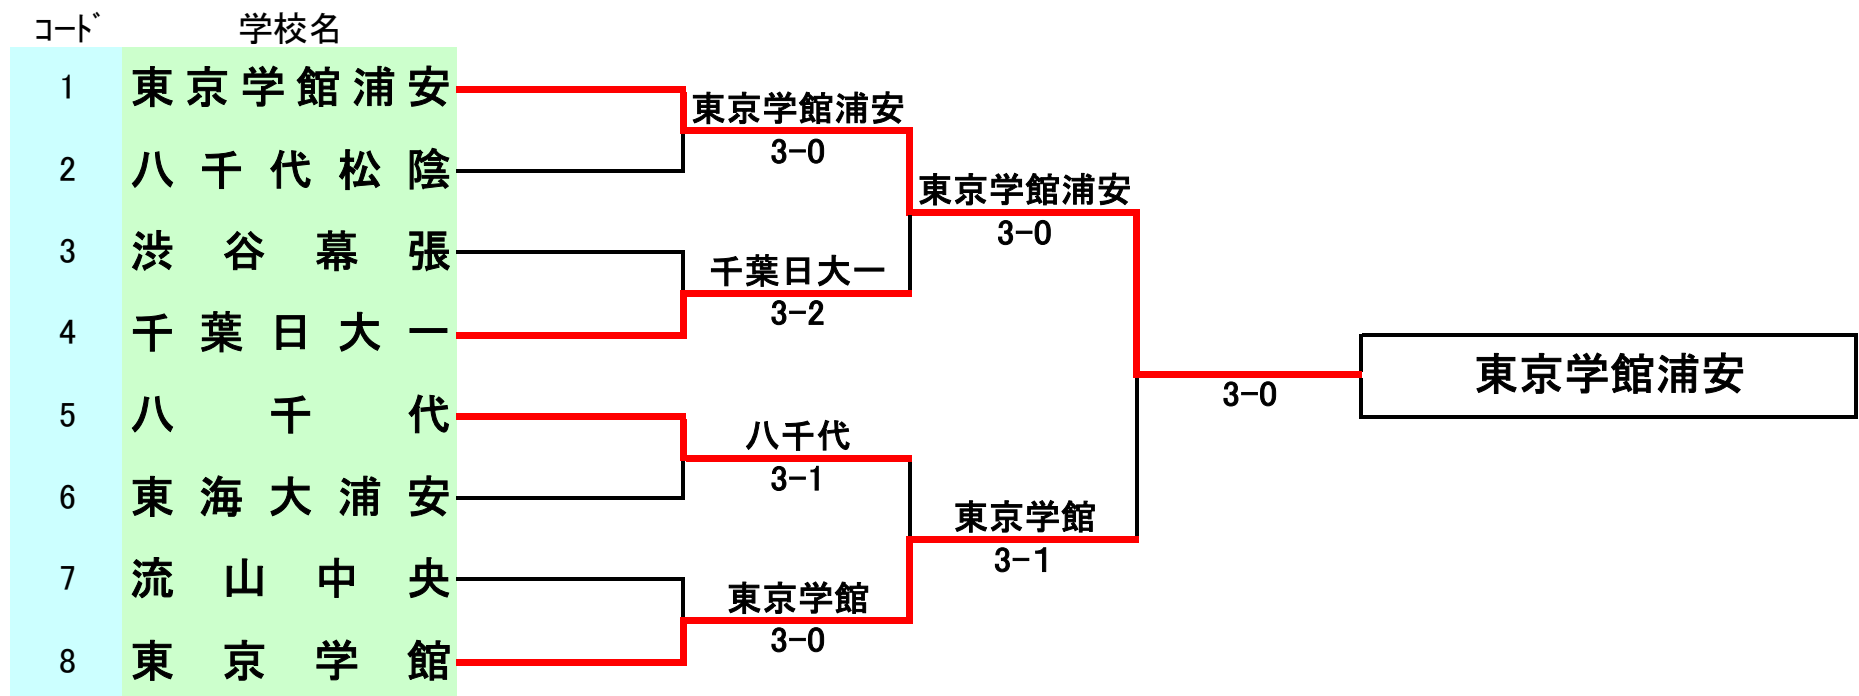 ｺｰﾄﾞ 学校名
1 東京学館浦安
2 八千代松陰
3 渋谷幕張
4 千葉日大一
5 八千代
6 東海大浦安
7 流山中央
8 東京学館
東京学館浦安
3-0
千葉日大一
3-2
八千代
3-1
東京学館
3-0
東京学館浦安
3-0
東京学館
3-1
3-0
東京学館浦安